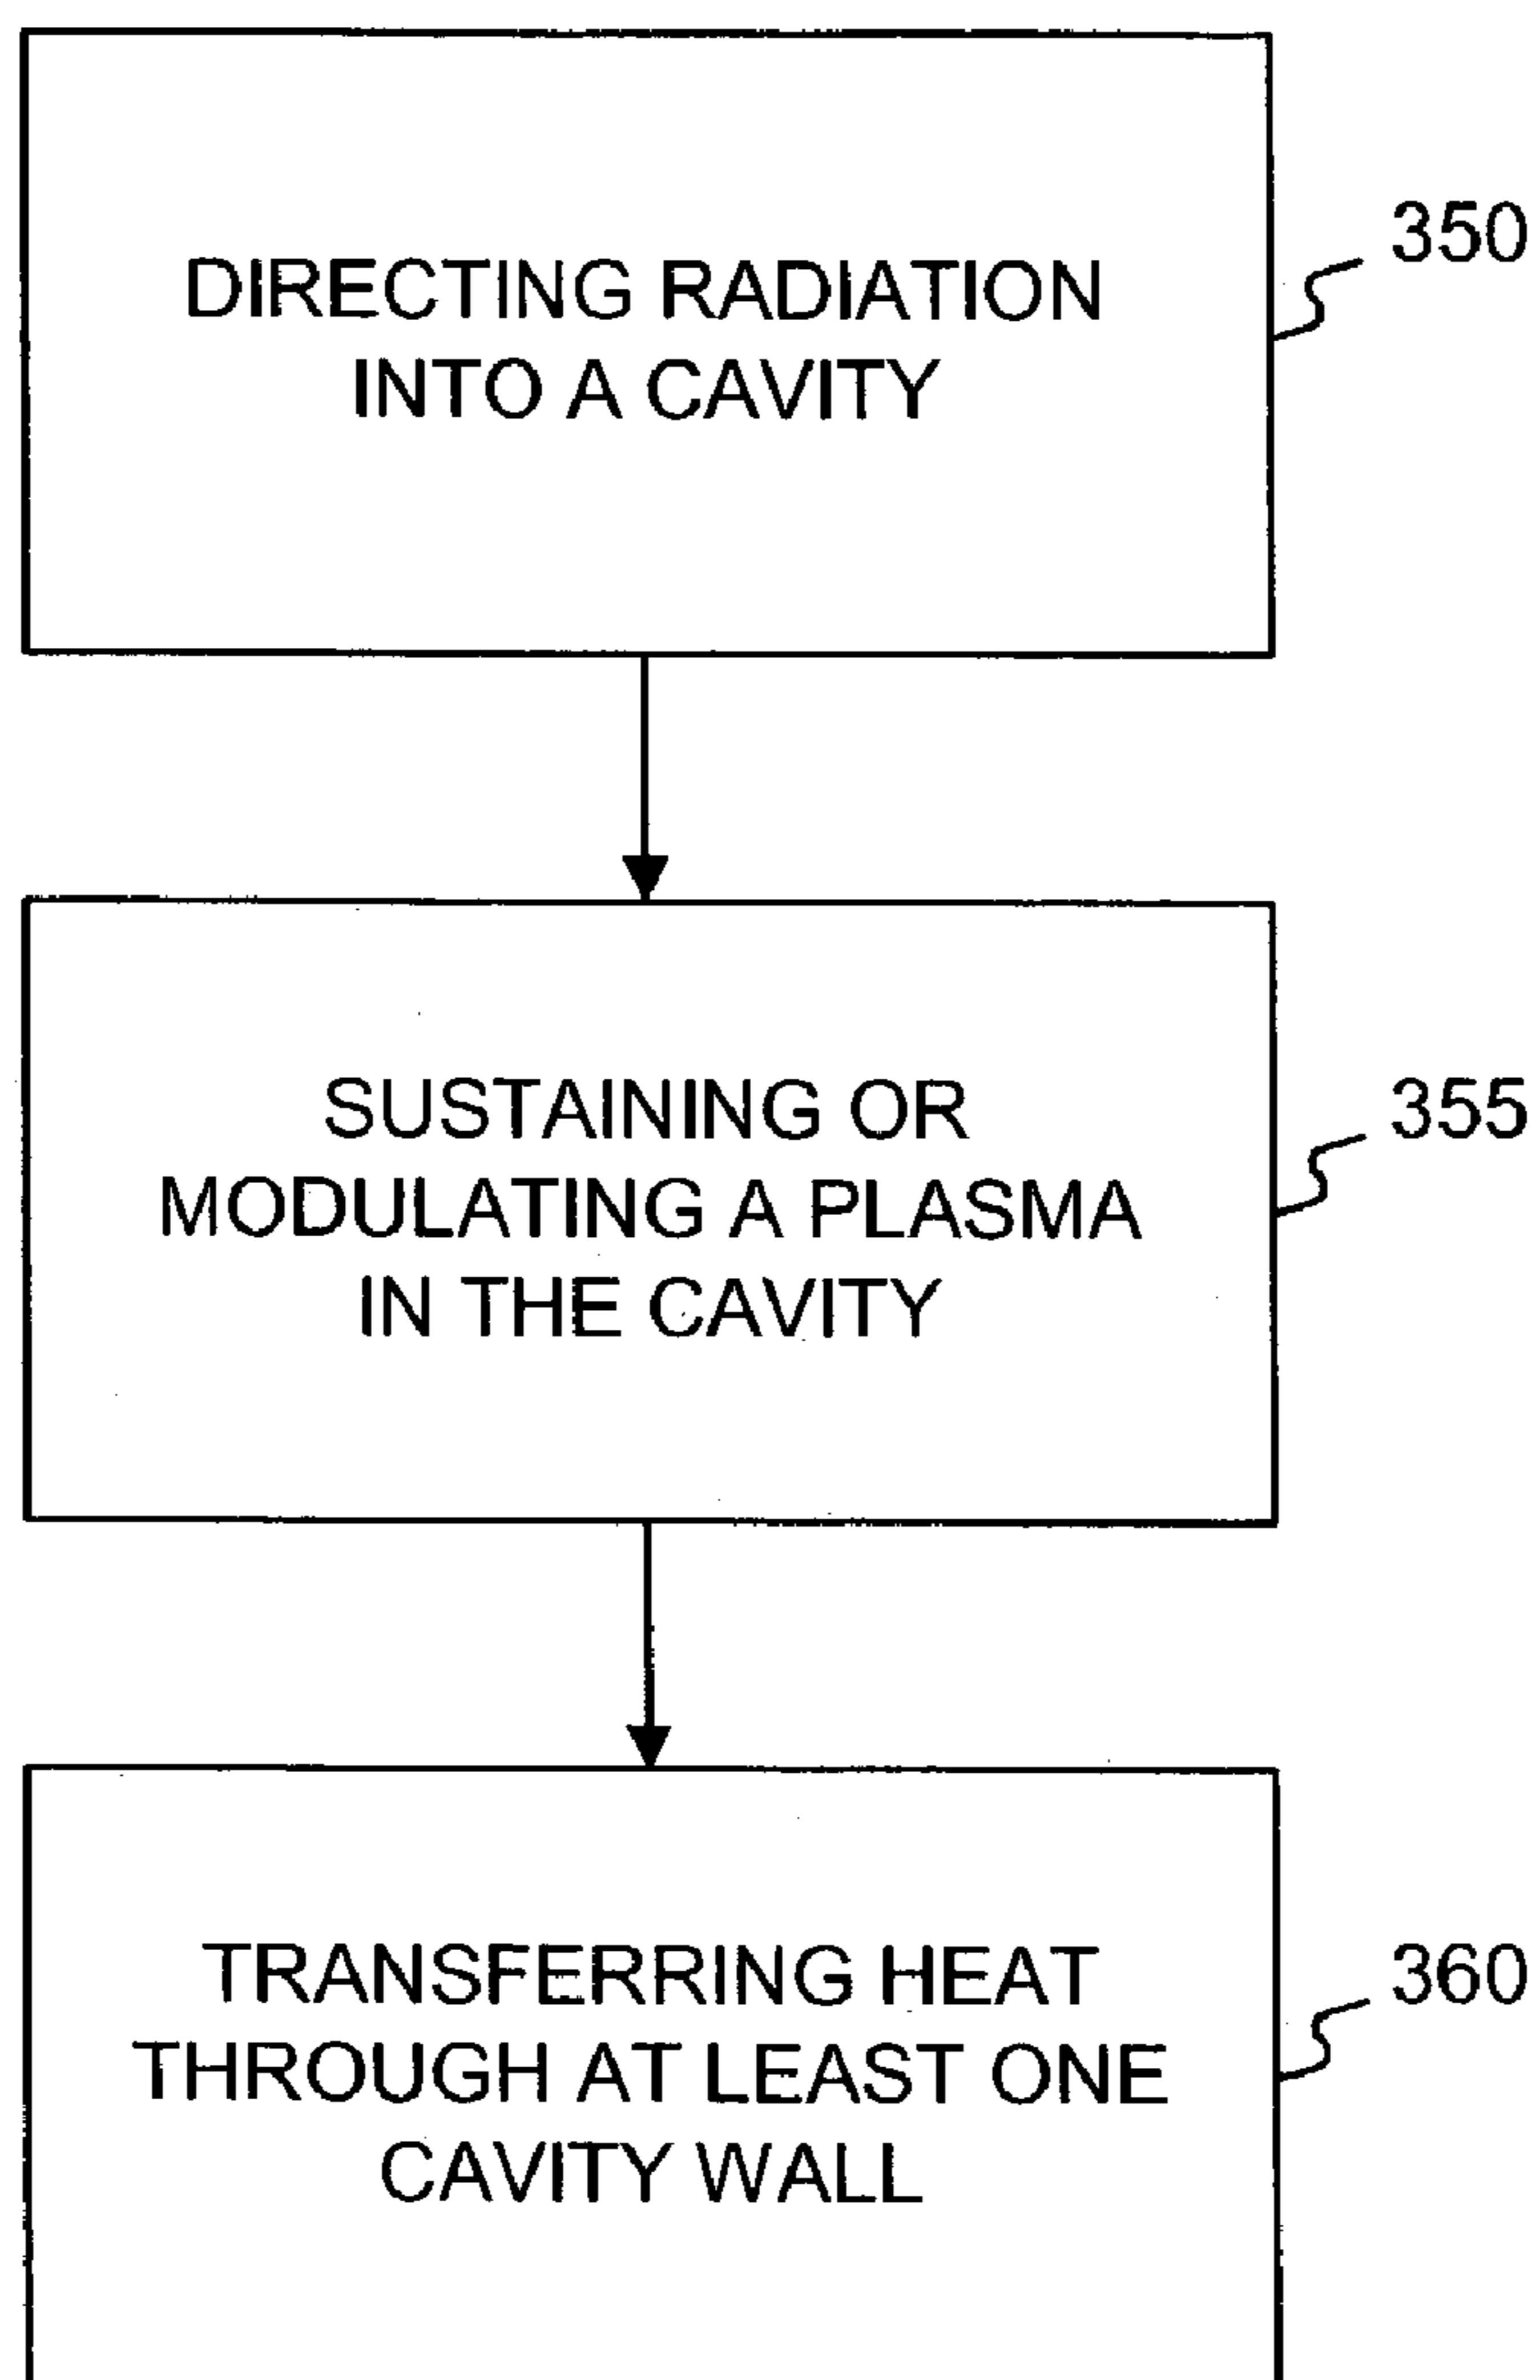 DIRECTING RADIATION
INTO A CAVITY
350
SUSTAINING OR
MODULATING A PLASMA
IN THE CAVITY
355
TRANSFERRING HEAT
THROUGH AT LEAST ONE
CAVITY WALL
360